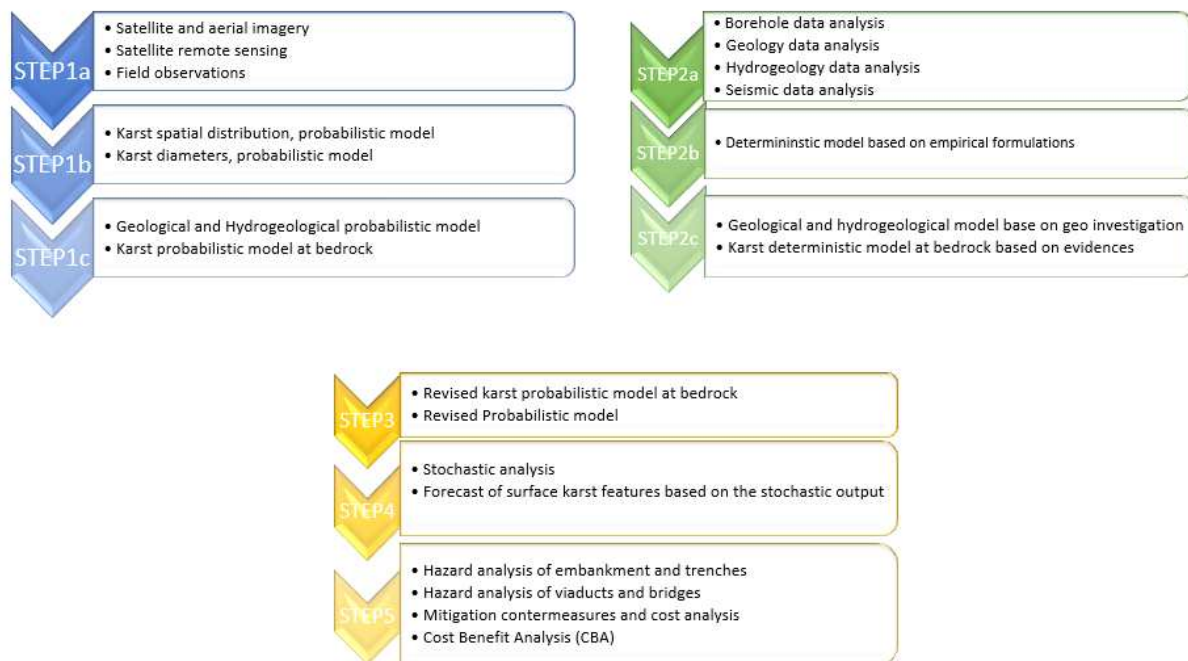 STEP1a
• Satellite and aerial imagery
• Satellite remote sensing
• Field observations
STEP1b
• Karst spatial distribution, probabilistic model
• Karst diameters, probabilistic model
STEP1c
• Geological and Hydrogeological probabilistic model
• Karst probabilistic model at bedrock
STEP2a
• Borehole data analysis
• Geology data analysis
• Hydrogeology data analysis
• Seismic data analysis
STEP2b
• Determininstic model based on empirical formulations
STEP2c
• Geological and hydrogeological model base on geo investigation
• Karst deterministic model at bedrock based on evidences
STEP3
• Revised karst probabilistic model at bedrock
• Revised Probabilistic model
STEP4
• Stochastic analysis
• Forecast of surface karst features based on the stochastic output
STEP5
• Hazard analysis of embankment and trenches
• Hazard analysis of viaducts and bridges
• Mitigation contermeasures and cost analysis
• Cost Benefit Analysis (CBA)